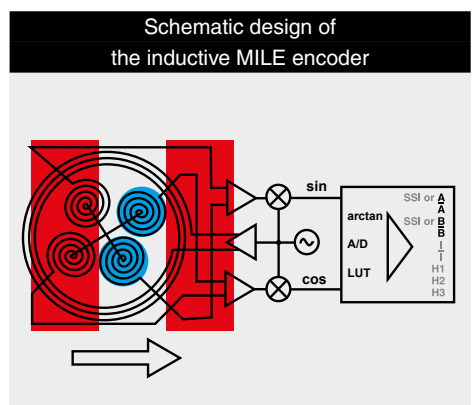 Schematic design of
the inductive MILE encoder
sin
cos
arctan
A/D
LUT
SSI or A
A
SSI or B
B
I
I
H1
H2
H3